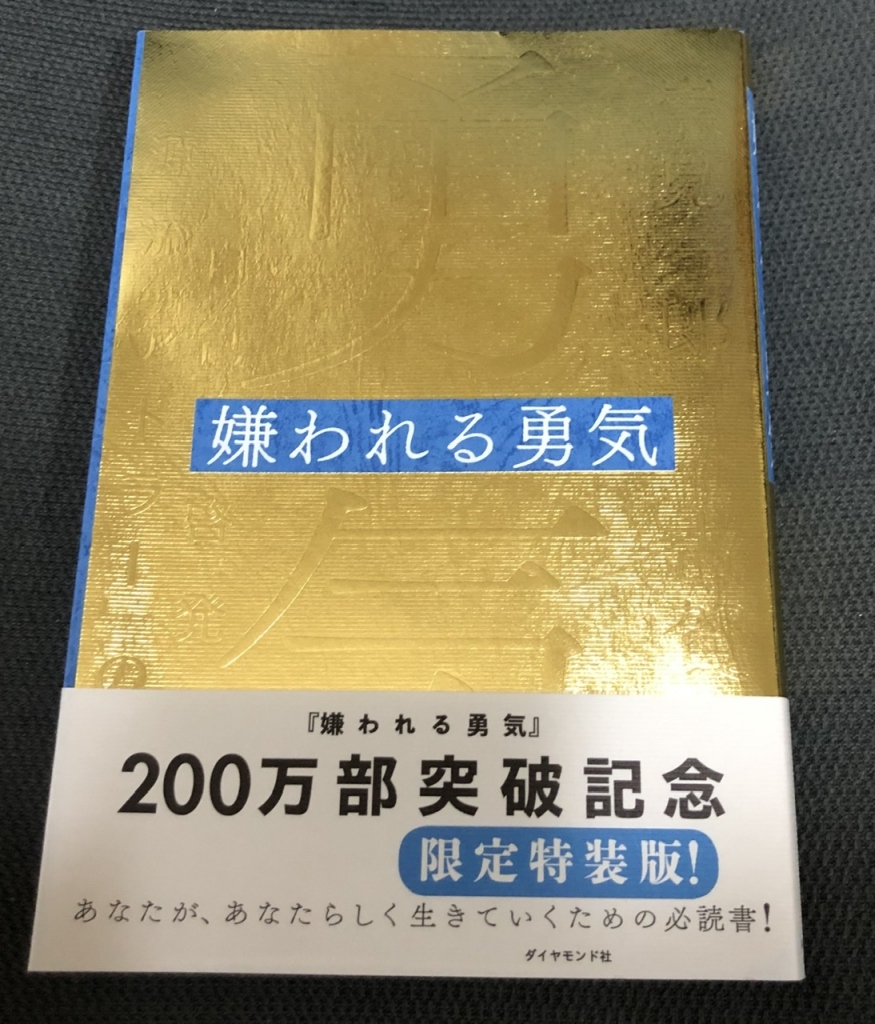 嫌われる勇気
『嫌われる勇気』
200万部突破記念
限定特装版!
あなたが、あなたらしく生きていくための必読書!
ダイヤモンド社